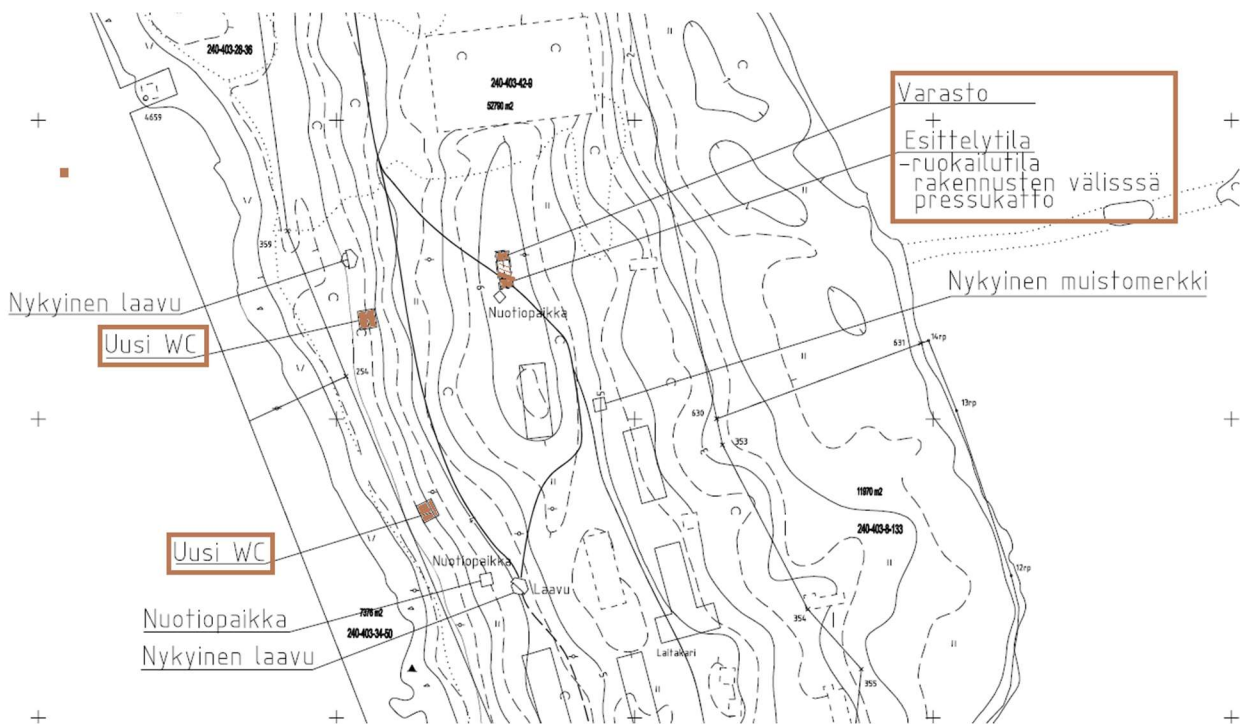 240-403-28-36
240-403-42-9
52790 m2
4659
Varasto
Esittelytila
-ruokailutila
rakennusten välisssä
pressukatto
359
Nykyinen laavu
Uusi WC
Nuotiopaikka
Nykyinen muistomerkki
631
14rp
254
13rp
630
353
11970 m2
240-403-8-133
Uusi WC
Nuotiopaikka
Laavu
12rp
Nuotiopaikka
7376 m2
240-403-34-50
354
Nykyinen laavu
Laitakari
355